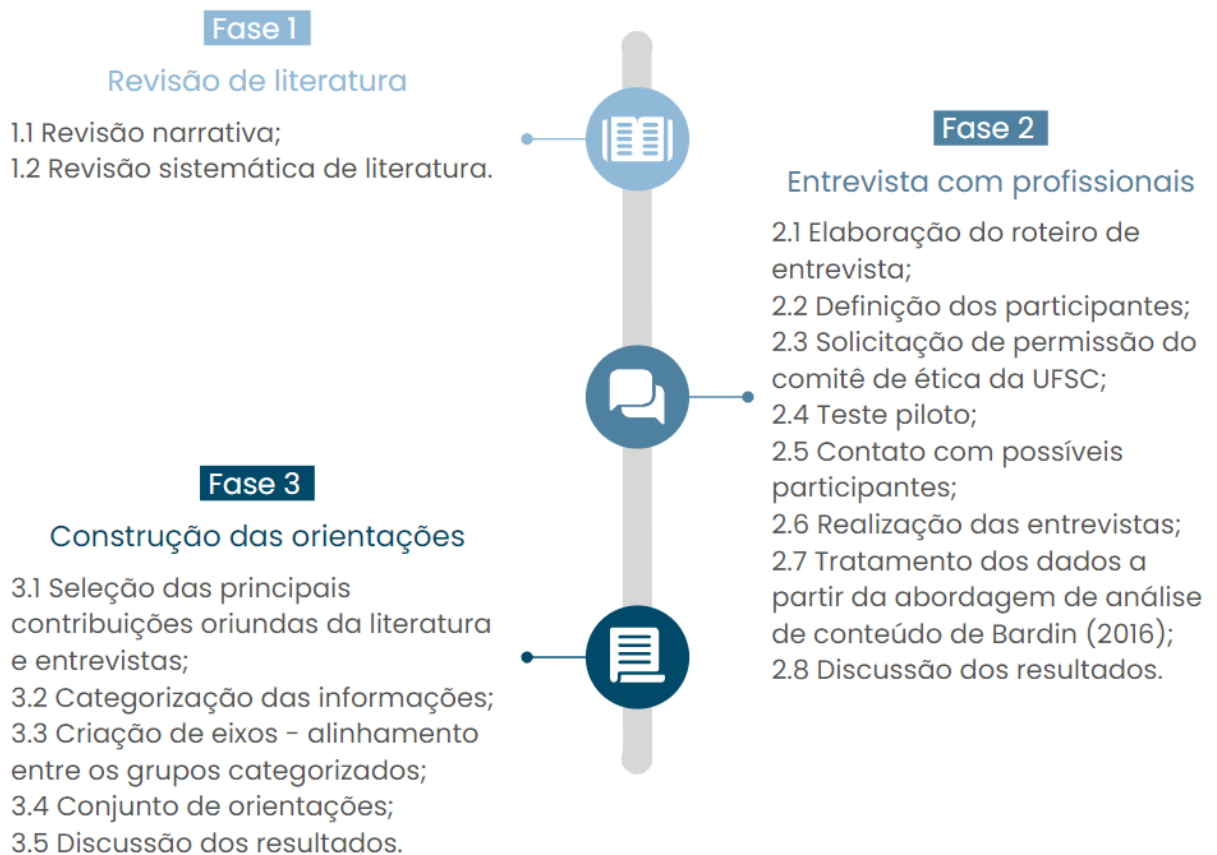 Fase 1
Revisão de literatura
1.1 Revisão narrativa;
1.2 Revisão sistemática de literatura.
Fase 2
Entrevista com profissionais
2.1 Elaboração do roteiro de
entrevista;
2.2 Definição dos participantes;
2.3 Solicitação de permissão do
comitê de ética da UFSC;
2.4 Teste piloto;
2.5 Contato com possíveis
participantes;
2.6 Realização das entrevistas;
2.7 Tratamento dos dados a
partir da abordagem de análise
de conteúdo de Bardin (2016);
2.8 Discussão dos resultados.
Fase 3
Construção das orientações
3.1 Seleção das principais
contribuições oriundas da literatura
e entrevistas;
3.2 Categorização das informações;
3.3 Criação de eixos - alinhamento
entre os grupos categorizados;
3.4 Conjunto de orientações;
3.5 Discussão dos resultados.